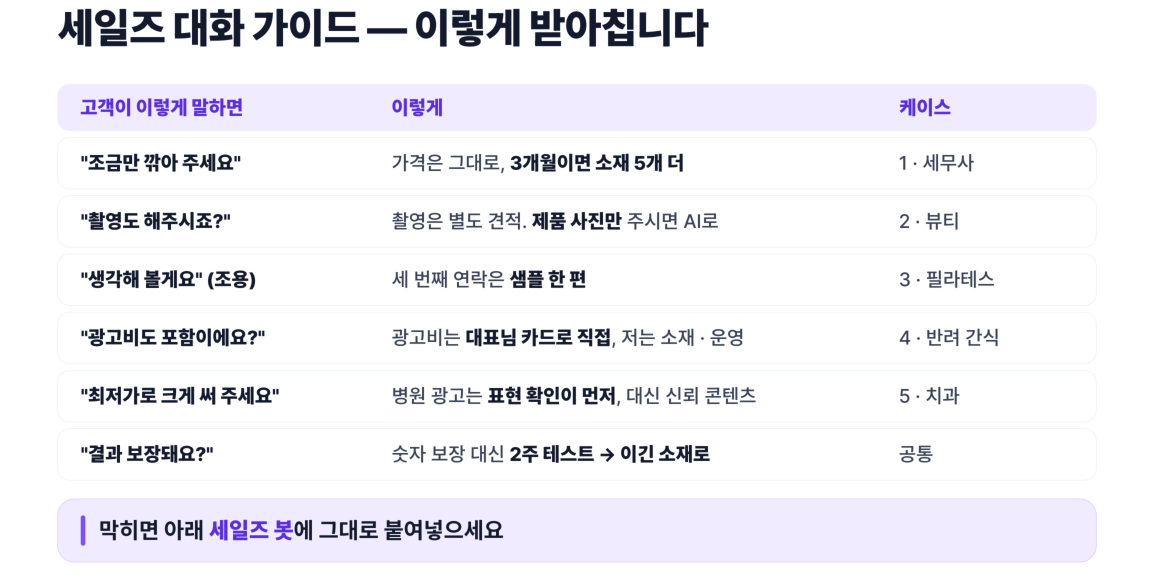 세일즈 대화 가이드 — 이렇게 받아칩니다
고객이 이렇게 말하면 이렇게 케이스
"조금만 깎아 주세요" 가격은 그대로, 3개월이면 소재 5개 더 1 · 세무사
"촬영도 해주시죠?" 촬영은 별도 견적. 제품 사진만 주시면 AI로 2 · 뷰티
"생각해 볼게요" (조용) 세 번째 연락은 샘플 한 편 3 · 필라테스
"광고비도 포함이에요?" 광고비는 대표님 카드로 직접, 저는 소재 · 운영 4 · 반려 간식
"최저가로 크게 써 주세요" 병원 광고는 표현 확인이 먼저, 대신 신뢰 콘텐츠 5 · 치과
"결과 보장돼요?" 숫자 보장 대신 2주 테스트 → 이긴 소재로 공통
막히면 아래 세일즈 봇에 그대로 붙여넣으세요